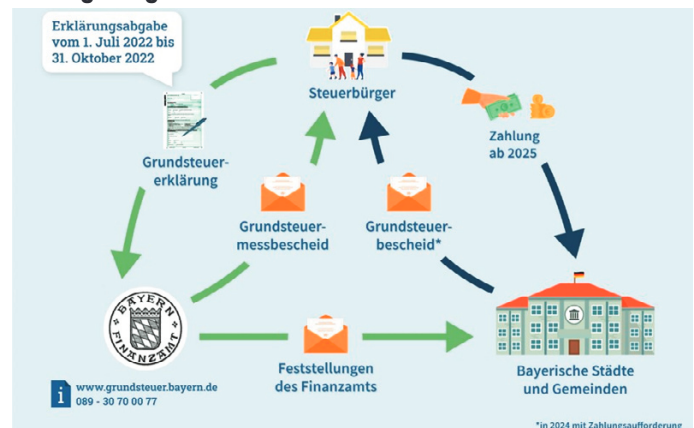 Erklärungsabgabe
vom 1. Juli 2022 bis
31. Oktober 2022
Steuerbürger
Grundsteuer-
erklärung
Zahlung
ab 2025
Grundsteuer-
messbescheid
Grundsteuer-
bescheid*
BAYERN
FINANZAMT
Feststellungen
des Finanzamts
Bayerische Städte
und Gemeinden
i www.grundsteuer.bayern.de
089 - 30 70 00 77
*in 2024 mit Zahlungsaufforderung